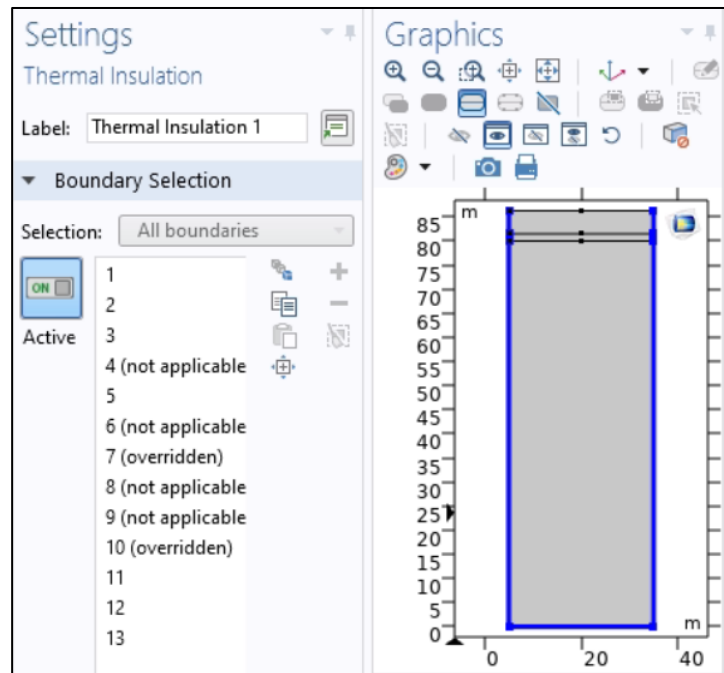 Settings
Thermal Insulation
Label: Thermal Insulation 1
Boundary Selection
Selection: All boundaries
ON
Active
1
2
3
4 (not applicable
5
6 (not applicable
7 (overridden)
8 (not applicable
9 (not applicable
10 (overridden)
11
12
13
Graphics
m
85
80
75
70
65
60
55
50
45
40
35
30
25
20
15
10
5
0
m
0 20 40